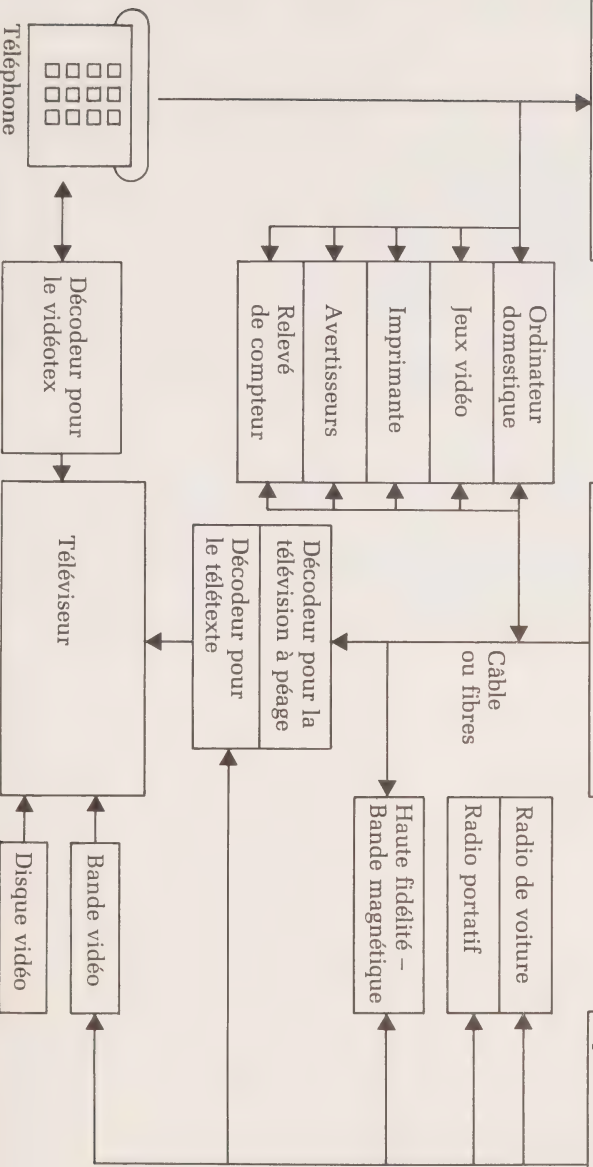 Téléphone
Décodeur pour
le vidéotex
Téléviseur
Bande vidéo
Disque vidéo
Ordinateur
domestique
Jeux vidéo
Imprimante
Avertisseurs
Relevé
de compteur
Décodeur pour la
télévision à péage
Décodeur pour
le télétexte
Câble
ou fibres
Radio de voiture
Radio portatif
Haute fidélité –
Bande magnétique